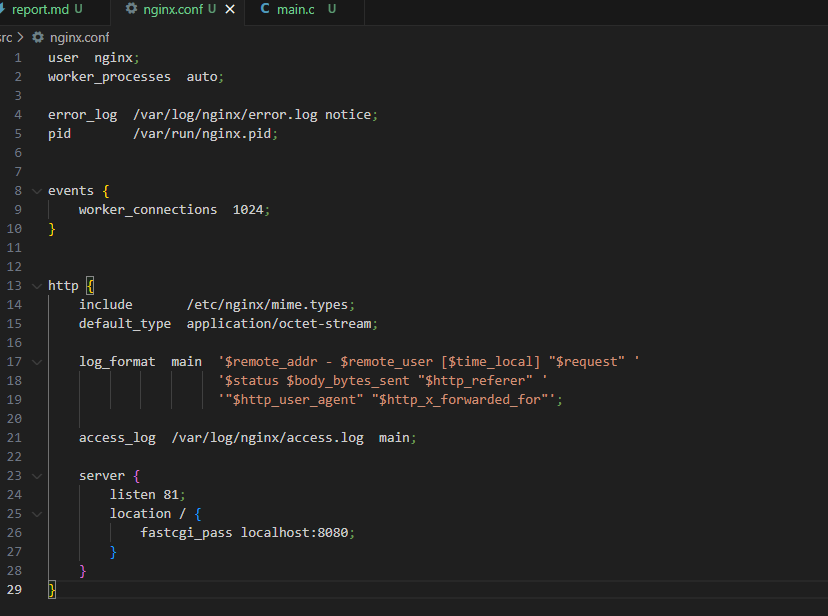 report.md U nginx.conf U main.c U
src > nginx.conf
1 user  nginx;
2 worker_processes  auto;
3
4 error_log  /var/log/nginx/error.log notice;
5 pid        /var/run/nginx.pid;
6
7
8 events {
9     worker_connections  1024;
10 }
11
12
13 http {
14     include       /etc/nginx/mime.types;
15     default_type  application/octet-stream;
16
17     log_format  main  '$remote_addr - $remote_user [$time_local] "$request" '
18                       '$status $body_bytes_sent "$http_referer" '
19                       '"$http_user_agent" "$http_x_forwarded_for"';
20
21     access_log  /var/log/nginx/access.log  main;
22
23     server {
24         listen 81;
25         location / {
26             fastcgi_pass localhost:8080;
27         }
28     }
29 }